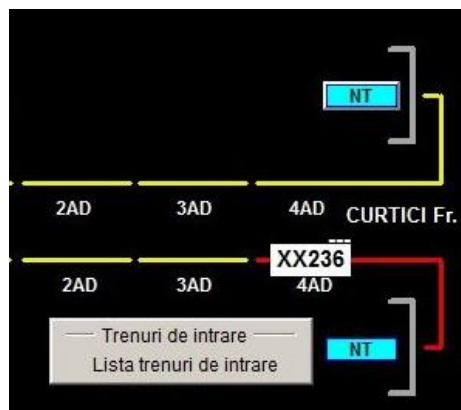 NT
2AD 3AD 4AD CURTICI Fr.
XX236
2AD 3AD 4AD
Trenuri de intrare
Lista trenuri de intrare
NT